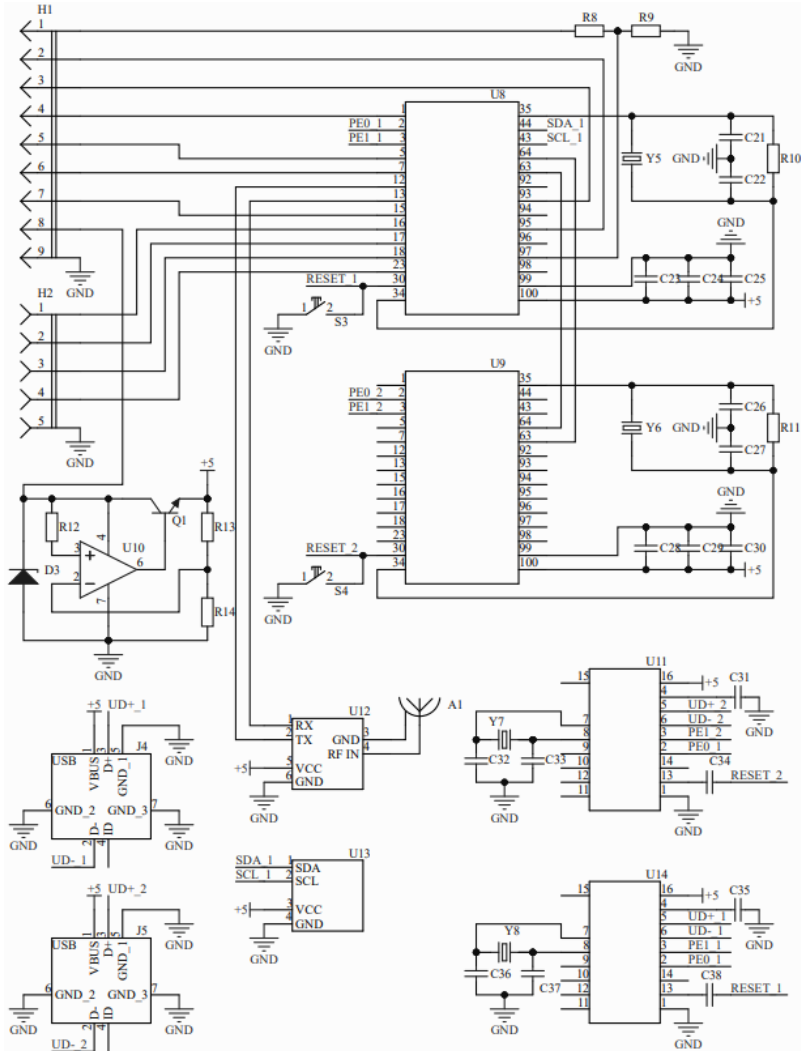 H1
1
R8
R9
2
GND
3
U8
4
1
35
PE0_1
2
44
SDA_1
C21
5
PE1_1
3
43
SCL_1
5
64
GND
Y5
R10
6
7
63
12
92
C22
7
13
93
15
94
8
16
95
GND
17
96
9
18
97
23
98
GND
RESET_1
30
99
C23
C24
C25
H2
34
100
+5
1
1
2
S3
2
GND
U9
3
1
35
PE0_2
2
44
C26
4
PE1_2
3
43
5
64
GND
Y6
R11
5
7
63
12
92
C27
GND
13
93
+5
15
94
16
95
GND
Q1
17
96
R12
R13
18
97
4
23
98
3
U10
RESET_2
30
99
C28
C29
C30
6
34
100
+5
D3
2
1
2
7
S4
R14
GND
GND
U11
15
16
+5
C31
4
U12
A1
7
5
UD+_2
GND
+5
UD+_1
1
RX
3
Y7
8
6
UD-_2
2
TX
GND
4
9
3
PE1_2
J4
RF IN
C32
C33
10
2
PE0_1
USB
1
3
5
GND
5
VCC
12
14
C34
VBUS
D+
GND_1
+5
6
GND
11
13
RESET_2
6
GND_2
GND_3
7
GND
GND
1
D-
ID
GND
GND
2
4
GND
U13
UD-_1
SDA_1
1
SDA
U14
SCL_1
2
SCL
15
16
+5
C35
+5
UD+_2
4
J5
+5
3
VCC
7
5
UD+_1
GND
USB
1
3
5
GND
4
GND
Y8
8
6
UD-_1
VBUS
D+
GND_1
GND
9
3
PE1_1
C36
C37
10
2
PE0_1
6
GND_2
GND_3
7
12
14
C38
D-
ID
11
13
RESET_1
GND
GND
GND
1
2
4
UD-_2
GND